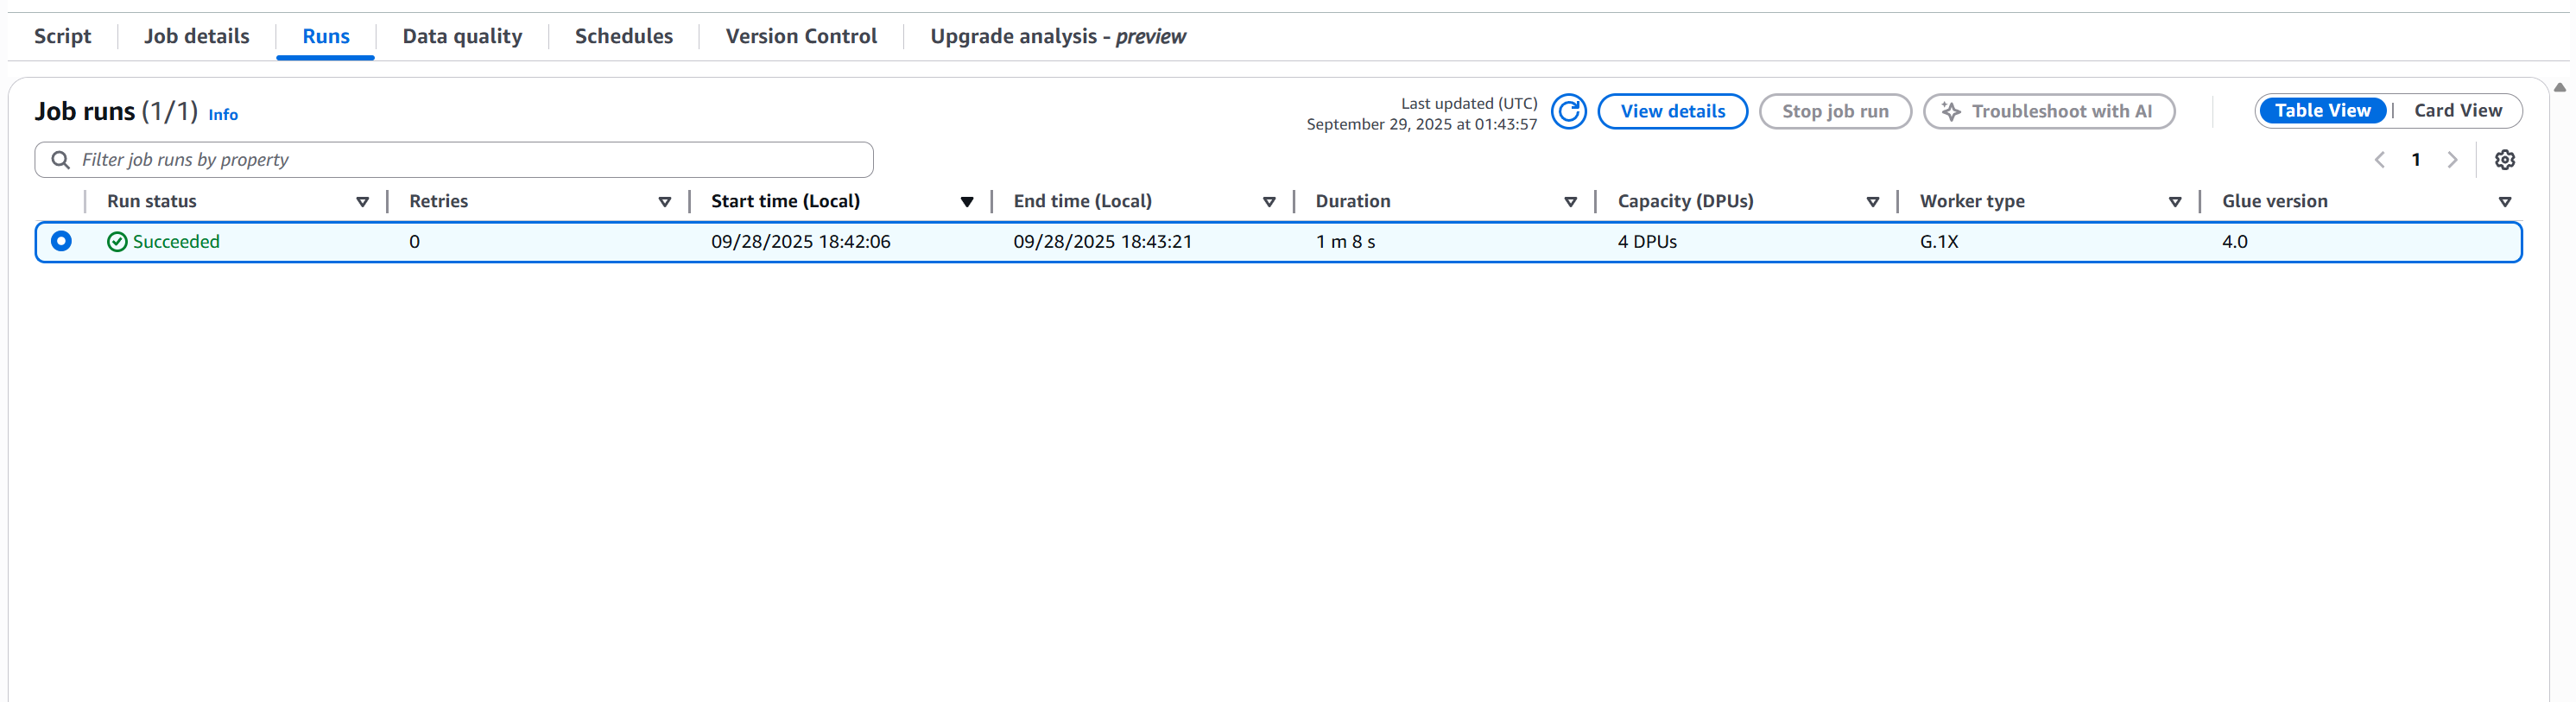 Script Job details Runs Data quality Schedules Version Control Upgrade analysis - preview
Job runs (1/1) Info
Last updated (UTC)
September 29, 2025 at 01:43:57
View details Stop job run Troubleshoot with AI Table View Card View
Filter job runs by property
1
Run status Retries Start time (Local) End time (Local) Duration Capacity (DPUs) Worker type Glue version
Succeeded 0 09/28/2025 18:42:06 09/28/2025 18:43:21 1 m 8 s 4 DPUs G.1X 4.0